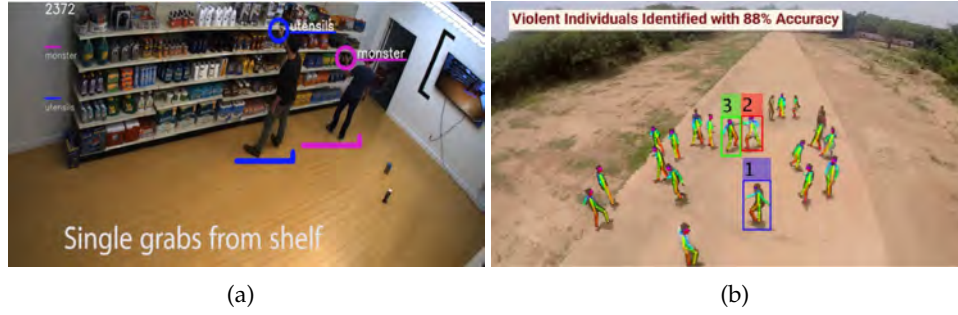 2372
utensils
monster
monster
utensils
Single grabs from shelf
(a)
Violent Individuals Identified with 88% Accuracy
3 2
1
(b)